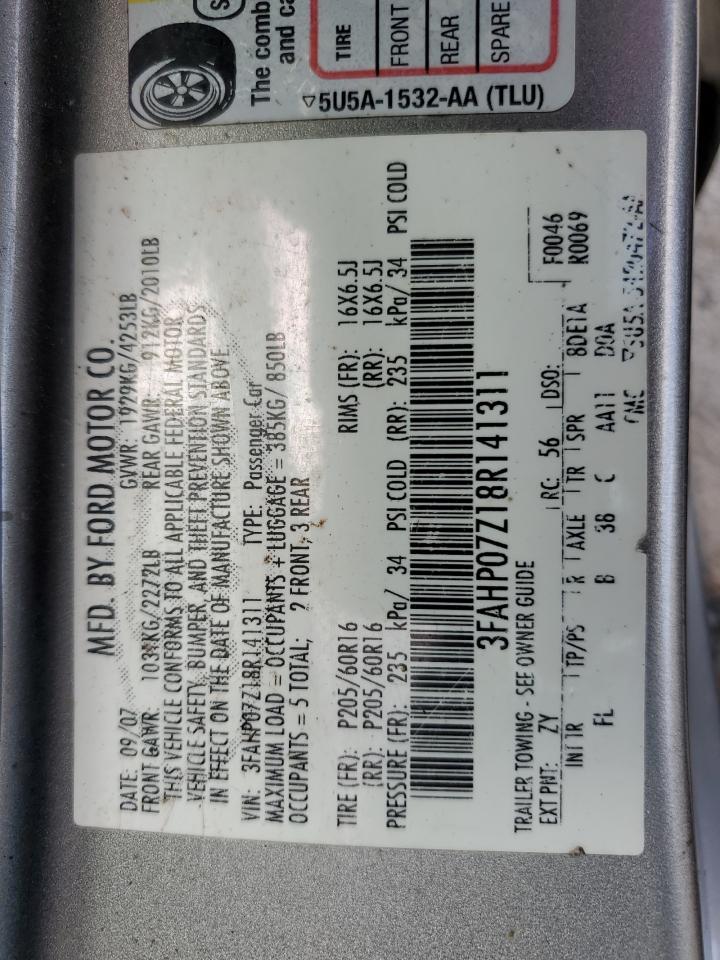 The comb
and ca
TIRE
FRONT
REAR
SPARE
5U5A-1532-AA (TLU)
MFD. BY FORD MOTOR CO.
DATE: 09/07 GVWR: 1929KG/4253LB
FRONT GAWR: 1031KG/2272LB REAR GAWR: 912KG/2010LB
THIS VEHICLE CONFORMS TO ALL APPLICABLE FEDERAL MOTOR
VEHICLE SAFETY, BUMPER, AND THEFT PREVENTION STANDARDS
IN EFFECT ON THE DATE OF MANUFACTURE SHOWN ABOVE
VIN: 3FAHP07Z18R141311 TYPE: Passenger Car
MAXIMUM LOAD = OCCUPANTS + LUGGAGE = 385KG/ 850LB
OCCUPANTS = 5 TOTAL; 2 FRONT, 3 REAR
TIRE (FR): P205/60R16 RIMS (FR): 16X6.5J
(RR): P205/60R16 (RR): 16X6.5J
PRESSURE (FR): 235 kPa/ 34 PSI COLD (RR): 235 kPa/ 34 PSI COLD
3FAHP07Z18R141311
TRAILER TOWING - SEE OWNER GUIDE F0046
EXT PNT: ZY RC: 56 DSO: R0069
INT TR TP/PS R AXLE TR SPR 8DE1A
FL B 38 C AA11 DOA